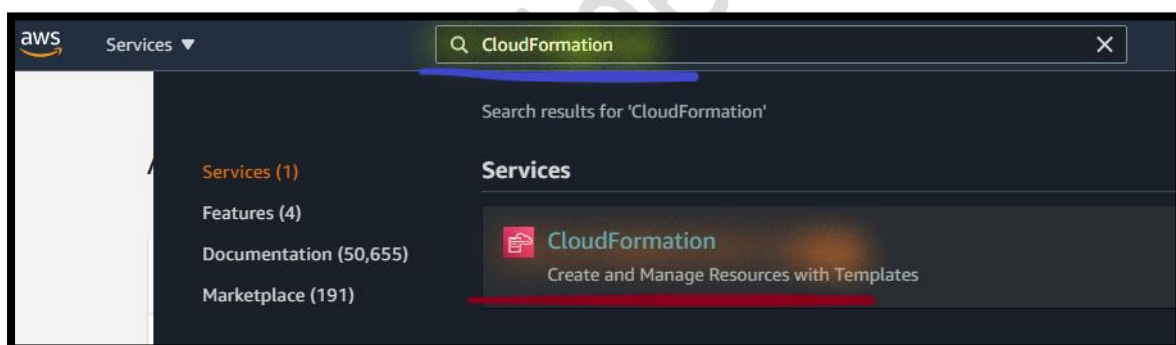 aws
Services ▼
CloudFormation
Search results for 'CloudFormation'
Services (1)
Features (4)
Documentation (50,655)
Marketplace (191)
Services
CloudFormation
Create and Manage Resources with Templates